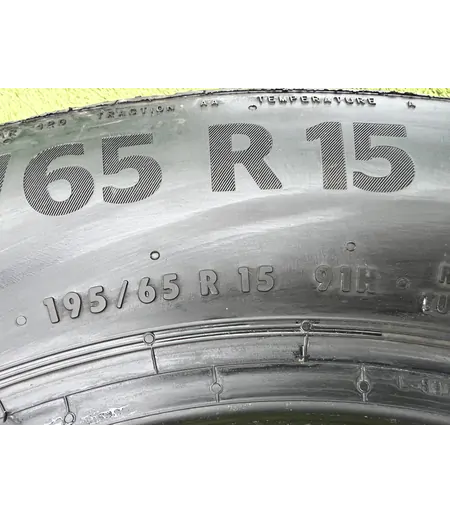 TRACTION AA TEMPERATURE A
/65 R 15
195/65 R 15 91H